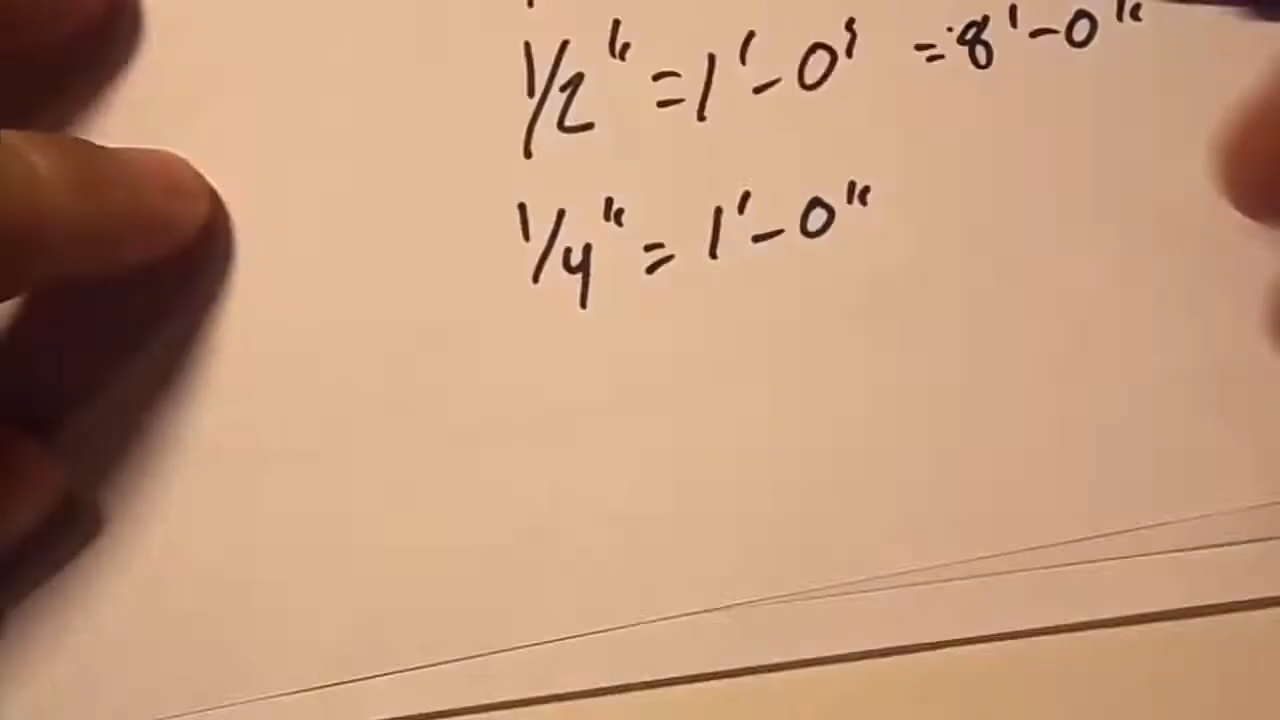 1/2" = 1'-0' = 8'-0"
1/4" = 1'-0"